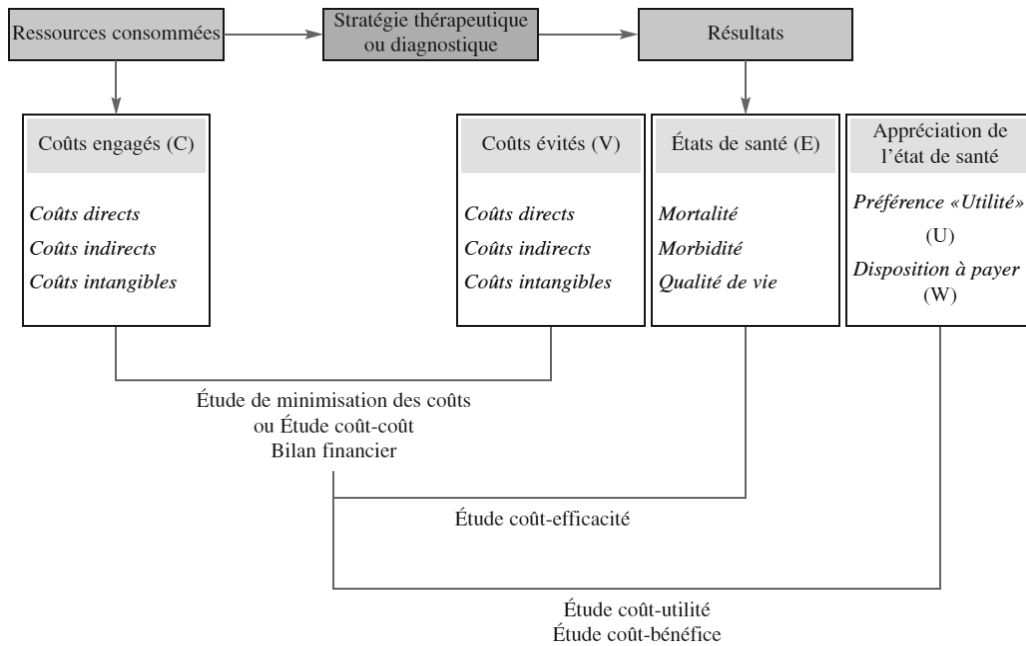 Ressources consommées
Stratégie thérapeutique
ou diagnostique
Résultats
Coûts engagés (C)
Coûts directs
Coûts indirects
Coûts intangibles
Coûts évités (V)
Coûts directs
Coûts indirects
Coûts intangibles
États de santé (E)
Mortalité
Morbidité
Qualité de vie
Appréciation de
l’état de santé
Préférence «Utilité»
(U)
Disposition à payer
(W)
Étude de minimisation des coûts
ou Étude coût-coût
Bilan financier
Étude coût-efficacité
Étude coût-utilité
Étude coût-bénéfice